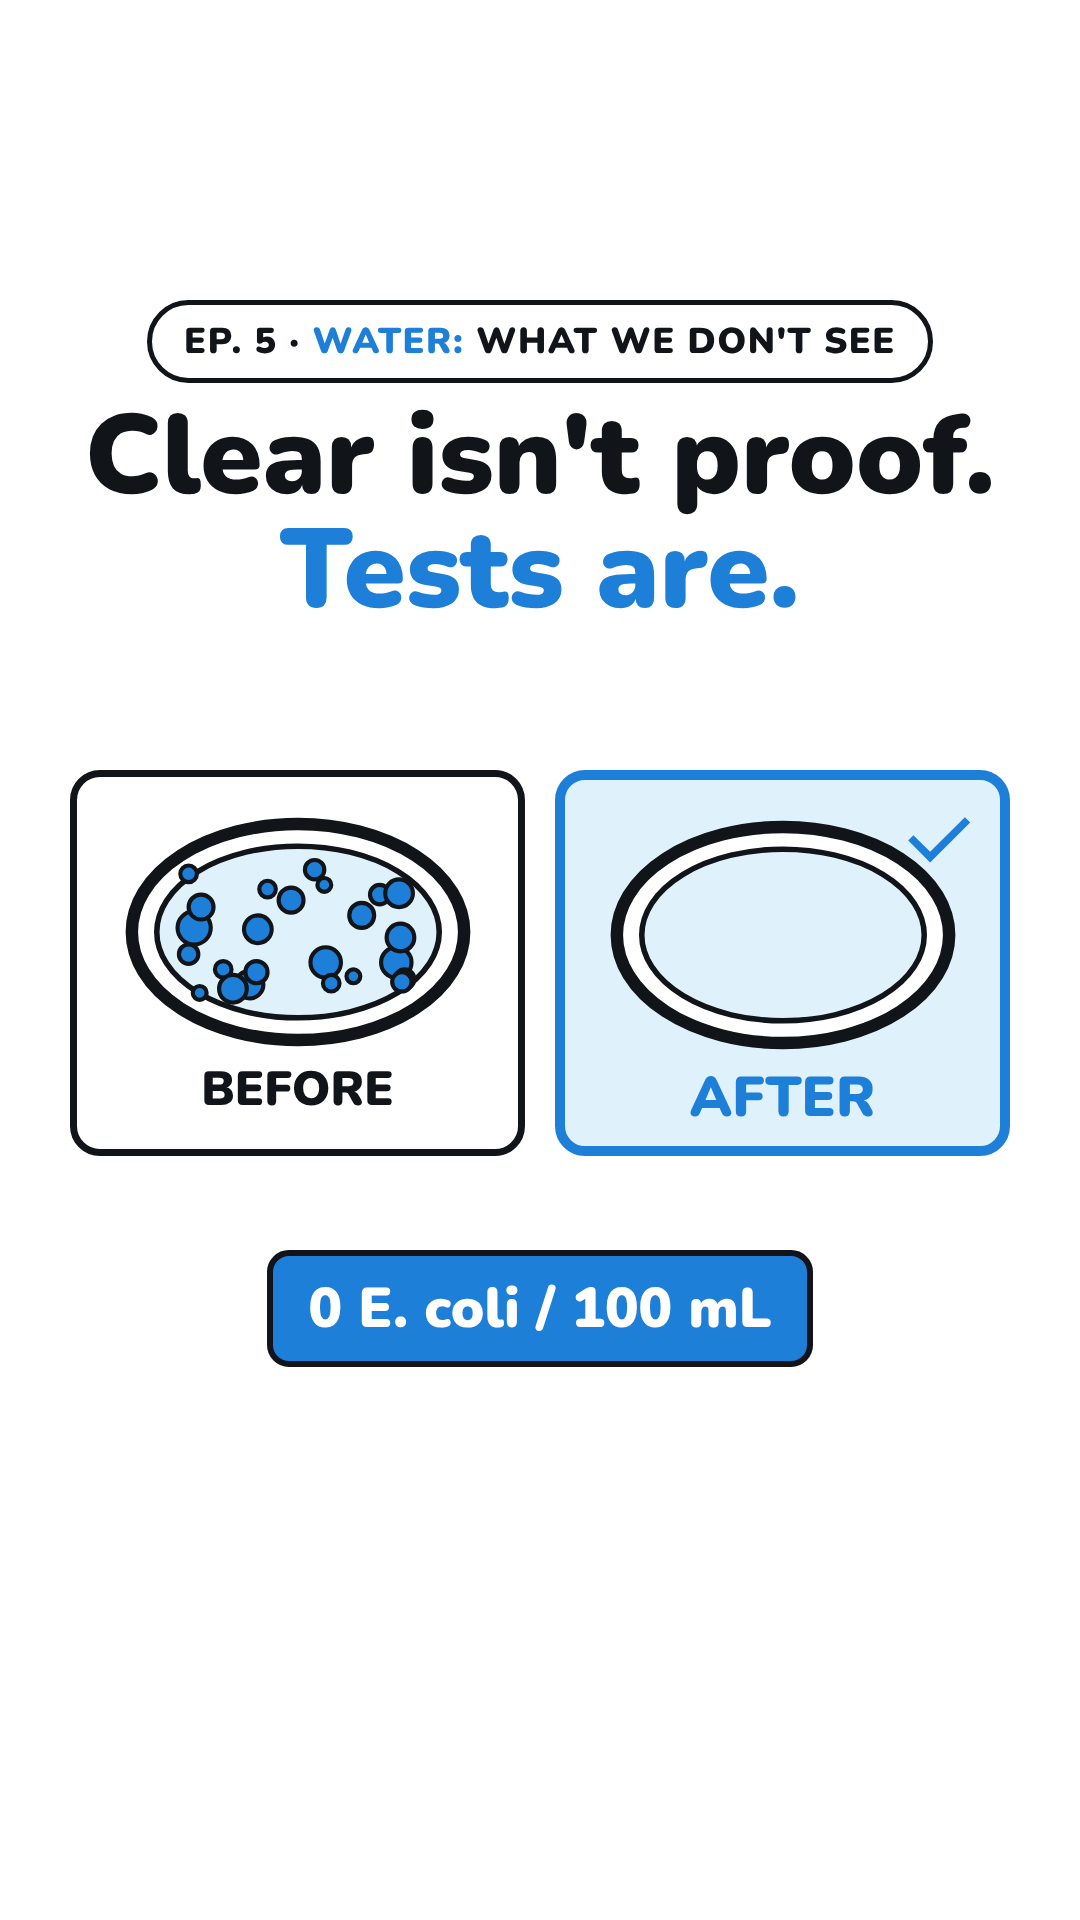 EP. 5 · WATER: WHAT WE DON'T SEE
Clear isn't proof.
Tests are.
BEFORE
AFTER
0 E. coli / 100 mL